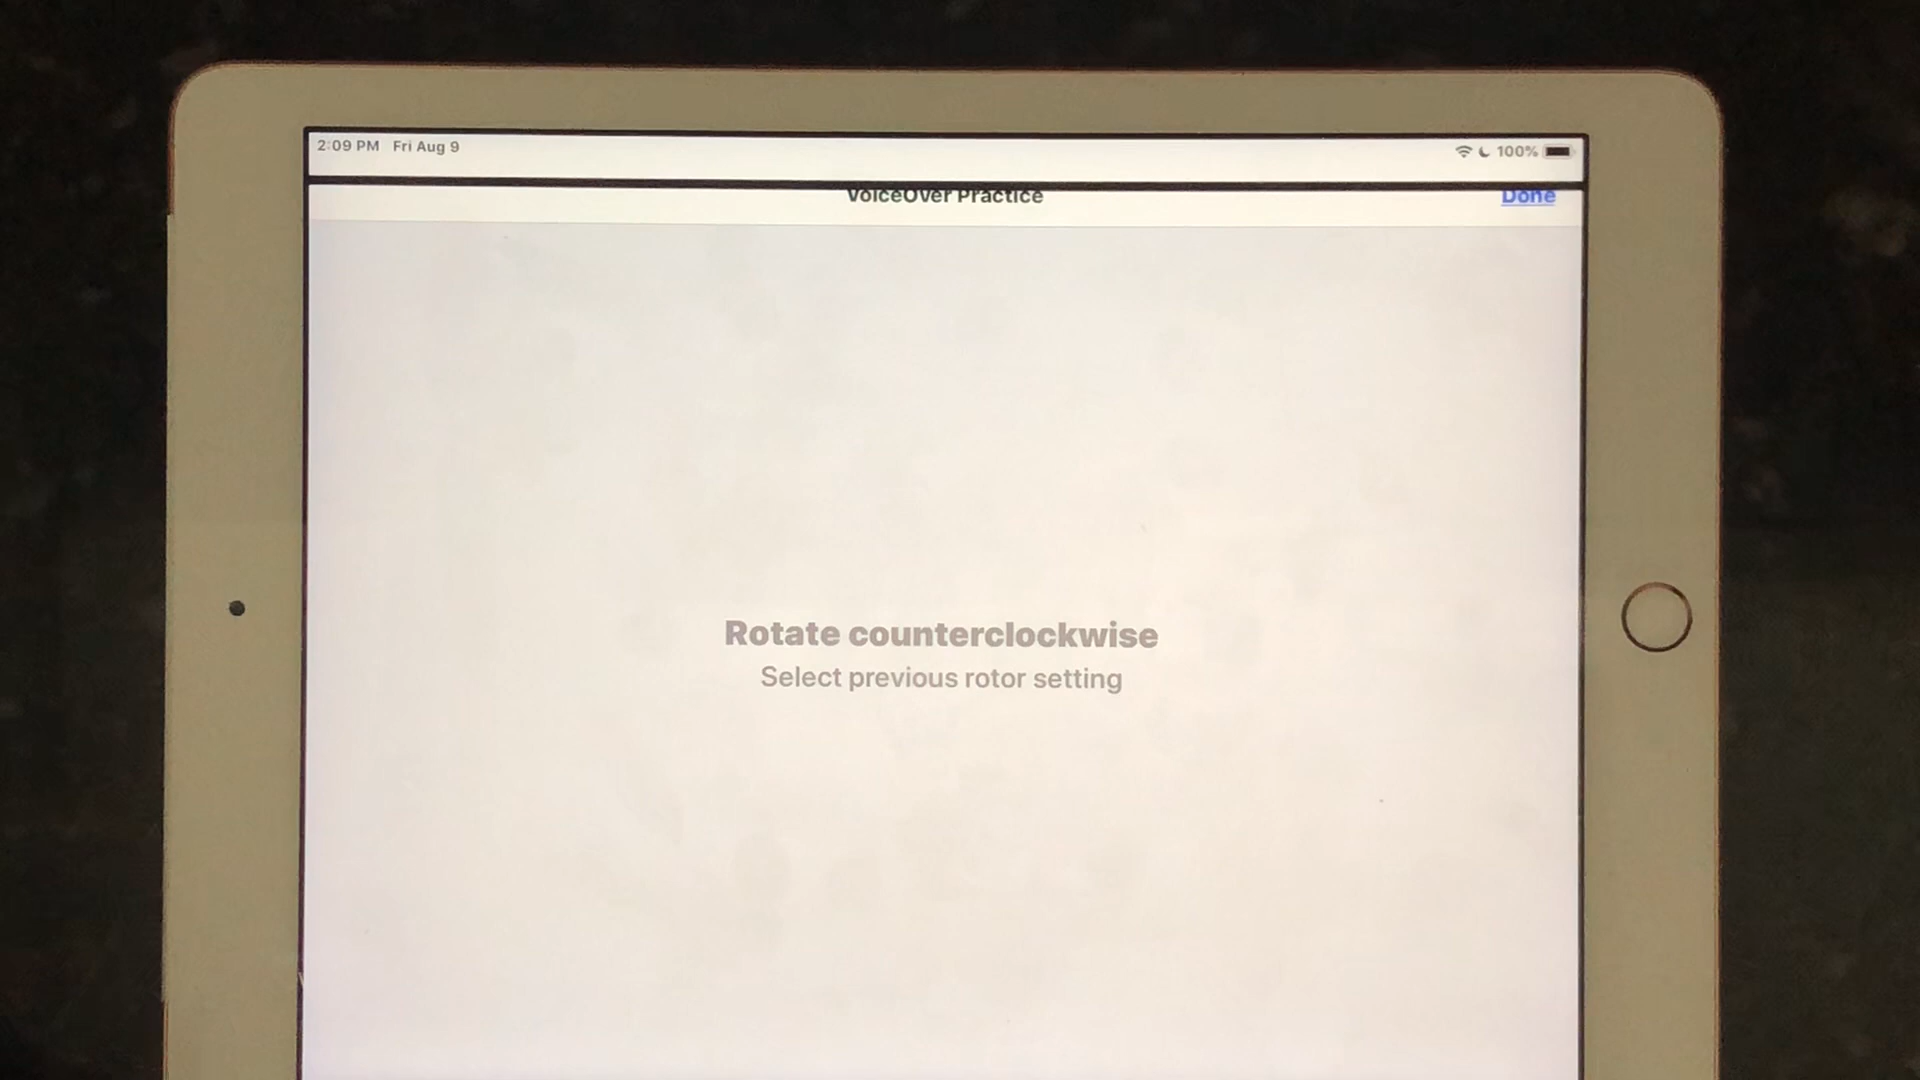 2:09 PM Fri Aug 9
100%
VoiceOver Practice
Done
Rotate counterclockwise
Select previous rotor setting